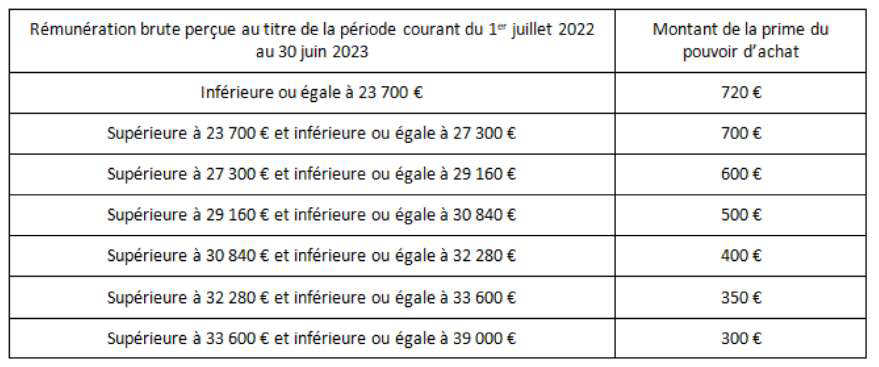 Rémunération brute perçue au titre de la période courant du 1er juillet 2022
au 30 juin 2023
Montant de la prime du
pouvoir d’achat
Inférieure ou égale à 23 700 €
720 €
Supérieure à 23 700 € et inférieure ou égale à 27 300 €
700 €
Supérieure à 27 300 € et inférieure ou égale à 29 160 €
600 €
Supérieure à 29 160 € et inférieure ou égale à 30 840 €
500 €
Supérieure à 30 840 € et inférieure ou égale à 32 280 €
400 €
Supérieure à 32 280 € et inférieure ou égale à 33 600 €
350 €
Supérieure à 33 600 € et inférieure ou égale à 39 000 €
300 €